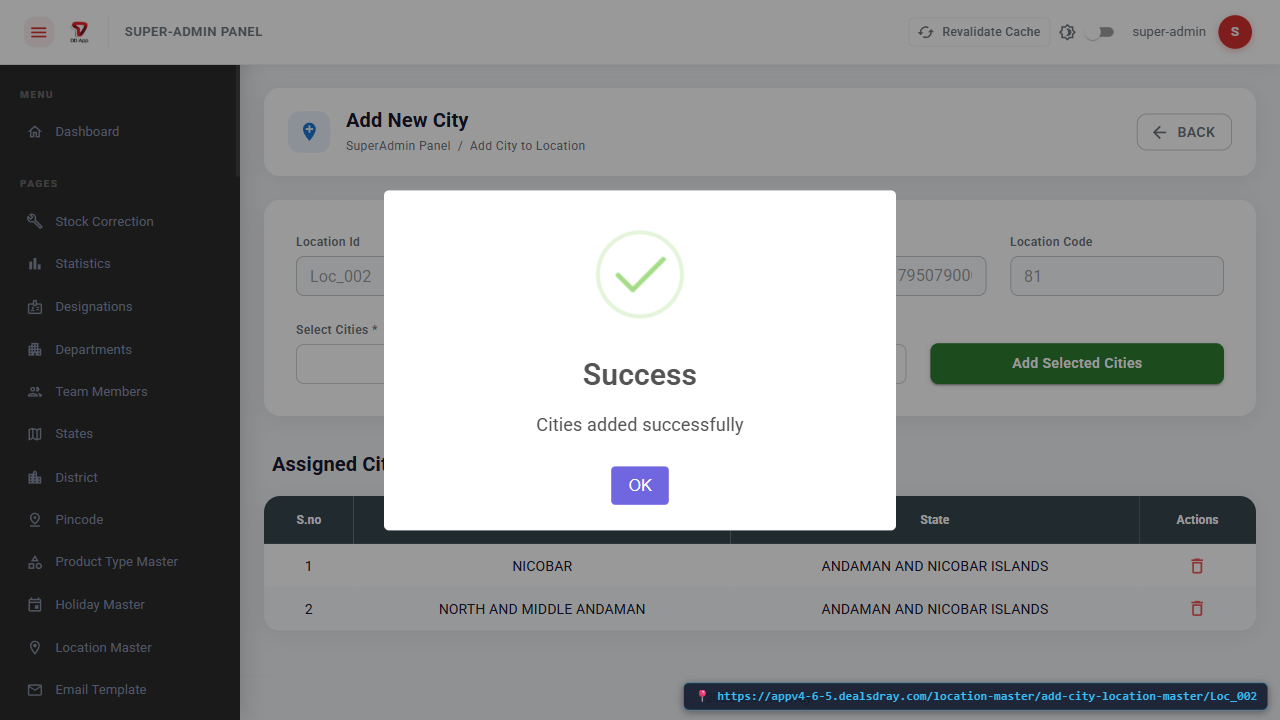 DD App
SUPER-ADMIN PANEL
Revalidate Cache
super-admin
S
MENU
Dashboard
PAGES
Stock Correction
Statistics
Designations
Departments
Team Members
States
District
Pincode
Product Type Master
Holiday Master
Location Master
Email Template
Add New City
SuperAdmin Panel / Add City to Location
BACK
Location Id
Loc_002
Location Code
81
Select Cities *
Add Selected Cities
Success
Cities added successfully
OK
S.no
State
Actions
1
NICOBAR
ANDAMAN AND NICOBAR ISLANDS
2
NORTH AND MIDDLE ANDAMAN
ANDAMAN AND NICOBAR ISLANDS
https://appv4-6-5.dealsdray.com/location-master/add-city-location-master/Loc_002